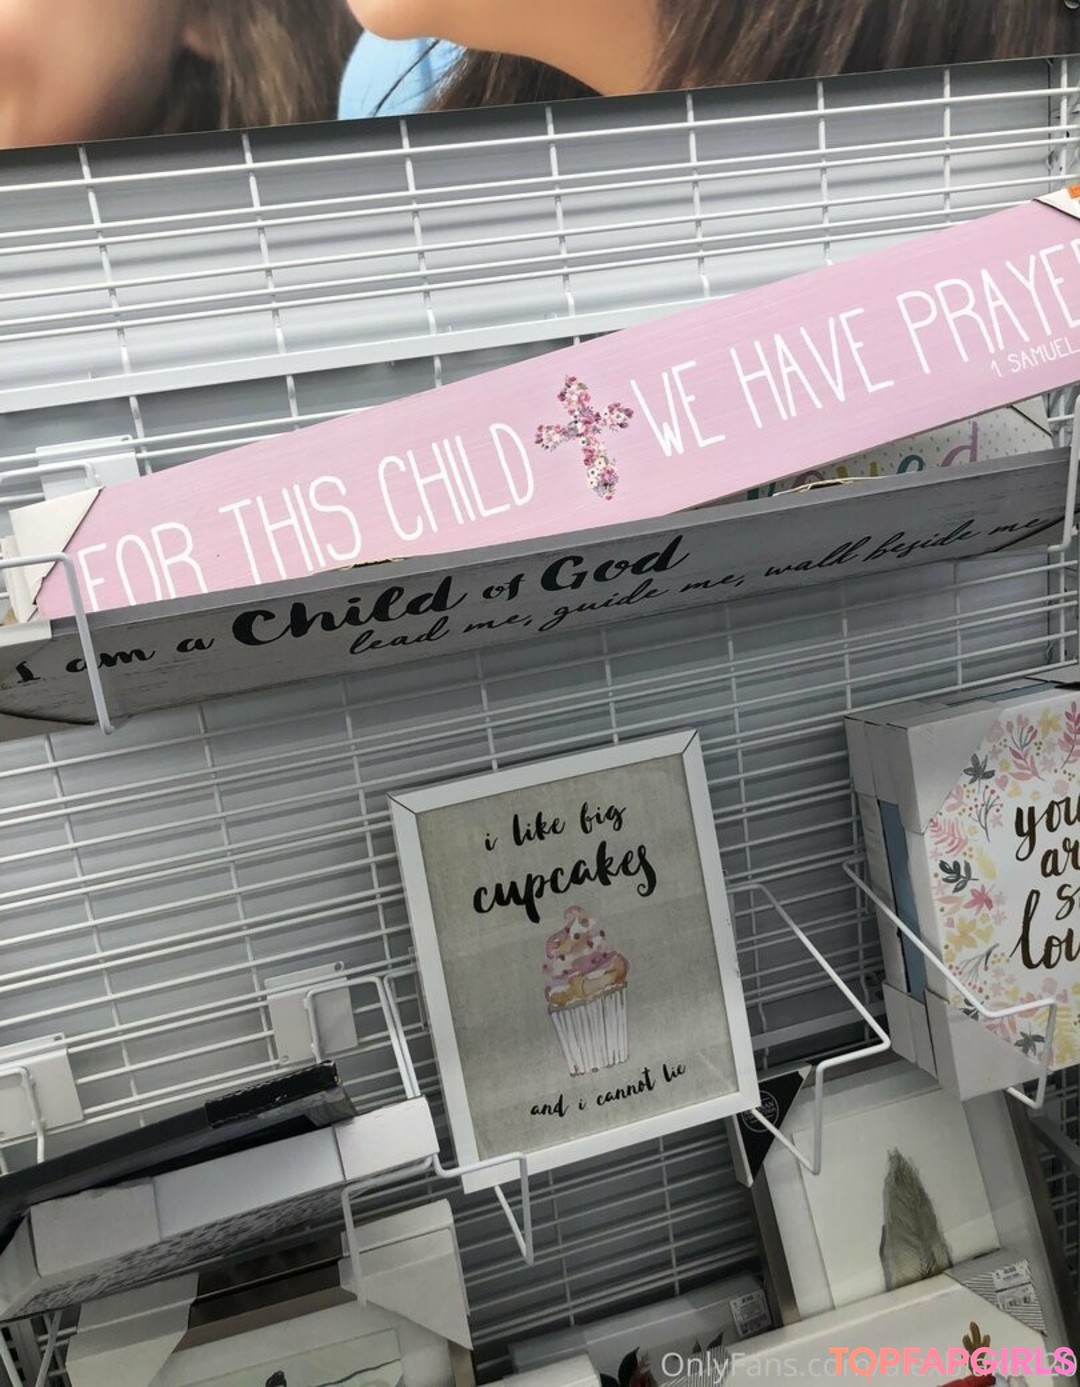 FOR THIS CHILD WE HAVE PRAYE
1 SAMUEL
loved
I am a Child of God
lead me, guide me, walk beside me
i like big
cupcakes
and i cannot lie
you
ar
s
lo
OnlyFans.co
TOPFAPGIRLS